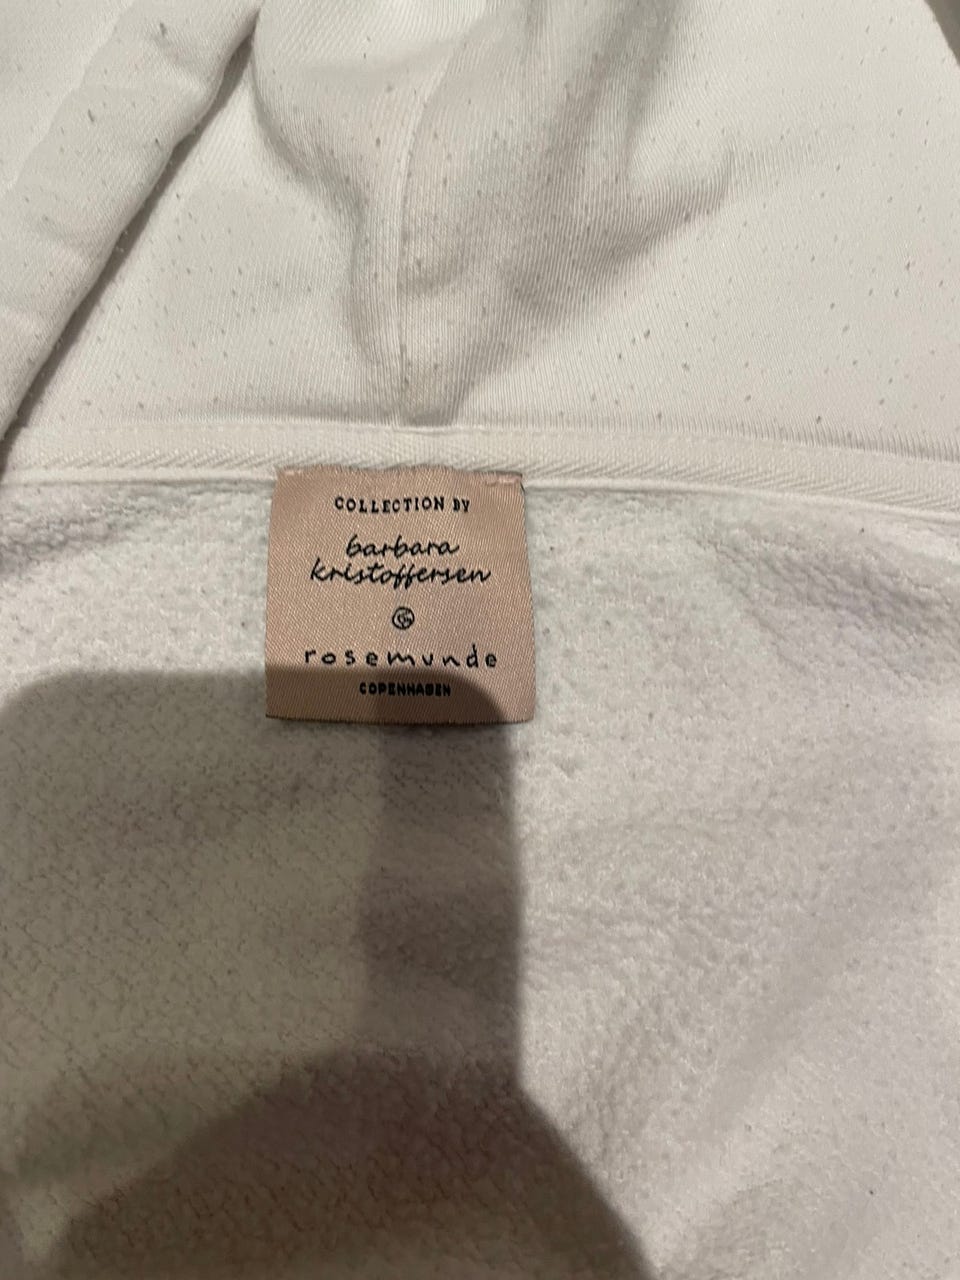 COLLECTION BY
barbara
kristoffersen
rosemunde
COPENHAGEN